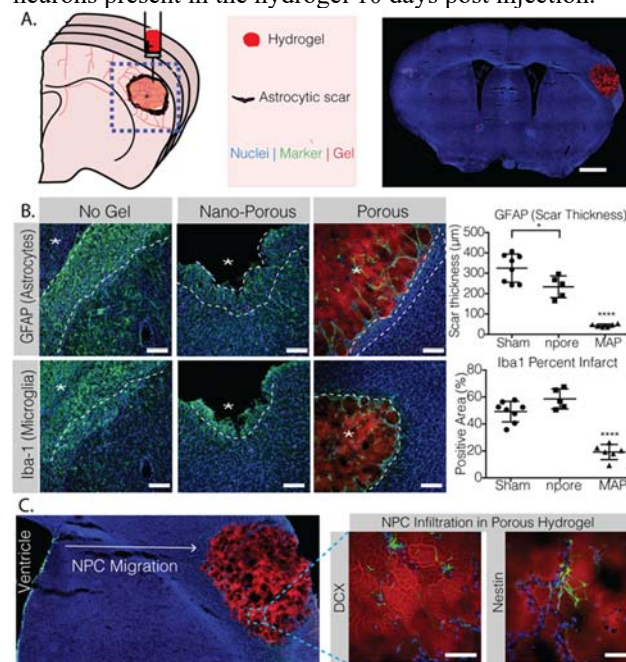 neurons present in the hydrogel 10 days post injection.
A.
Hydrogel
Astrocytic scar
Nuclei | Marker | Gel
B.
No Gel
Nano-Porous
Porous
GFAP (Astrocytes)
*
*
*
GFAP (Scar Thickness)
*
****
Scar thickness (µm)
500
400
300
200
100
0
Sham
npore
MAP
Iba-1 (Microglia)
*
*
*
Iba1 Percent Infarct
****
Positive Area (%)
80
60
40
20
0
Sham
npore
MAP
C.
Ventricle
NPC Migration
NPC Infiltration in Porous Hydrogel
DCX
Nestin